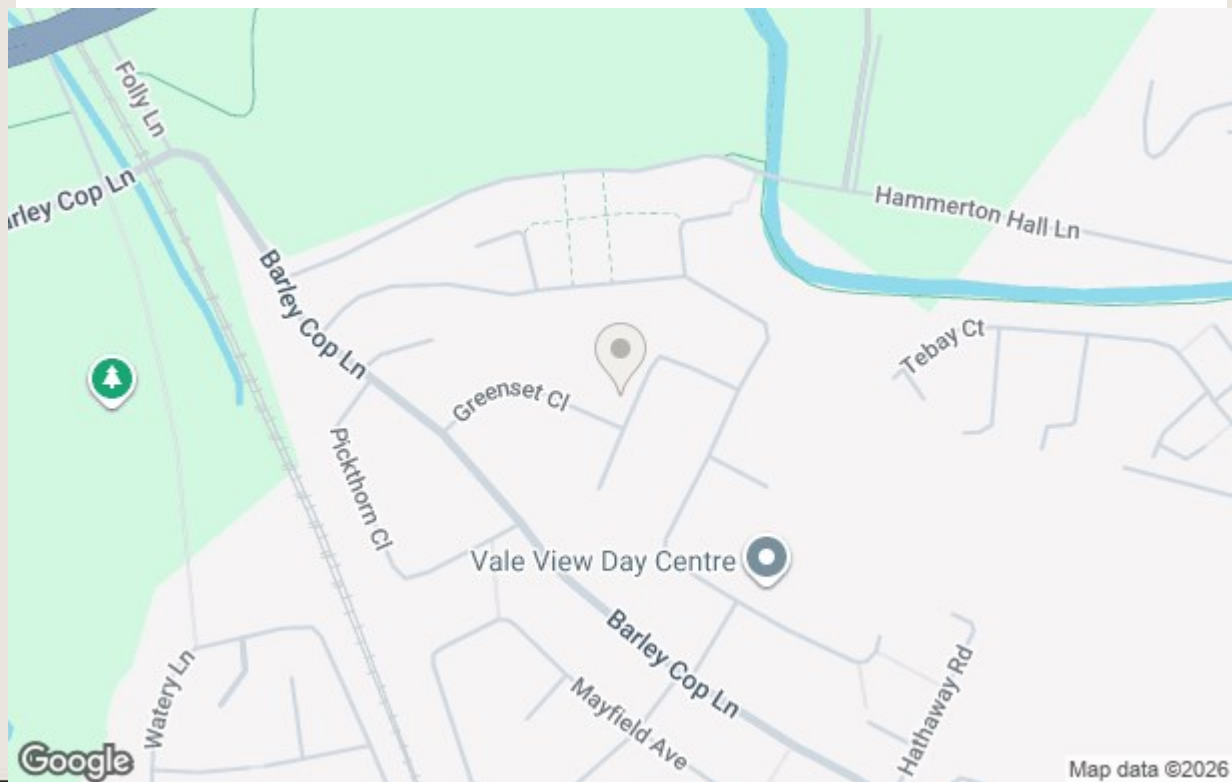 Folly Ln
arley Cop Ln
Hammerton Hall Ln
Barley Cop Ln
Tebay Ct
Greenset Cl
Pickthorn Cl
Vale View Day Centre
Barley Cop Ln
Watery Ln
Mayfield Ave
Hathaway Rd
Google
Map data ©2026